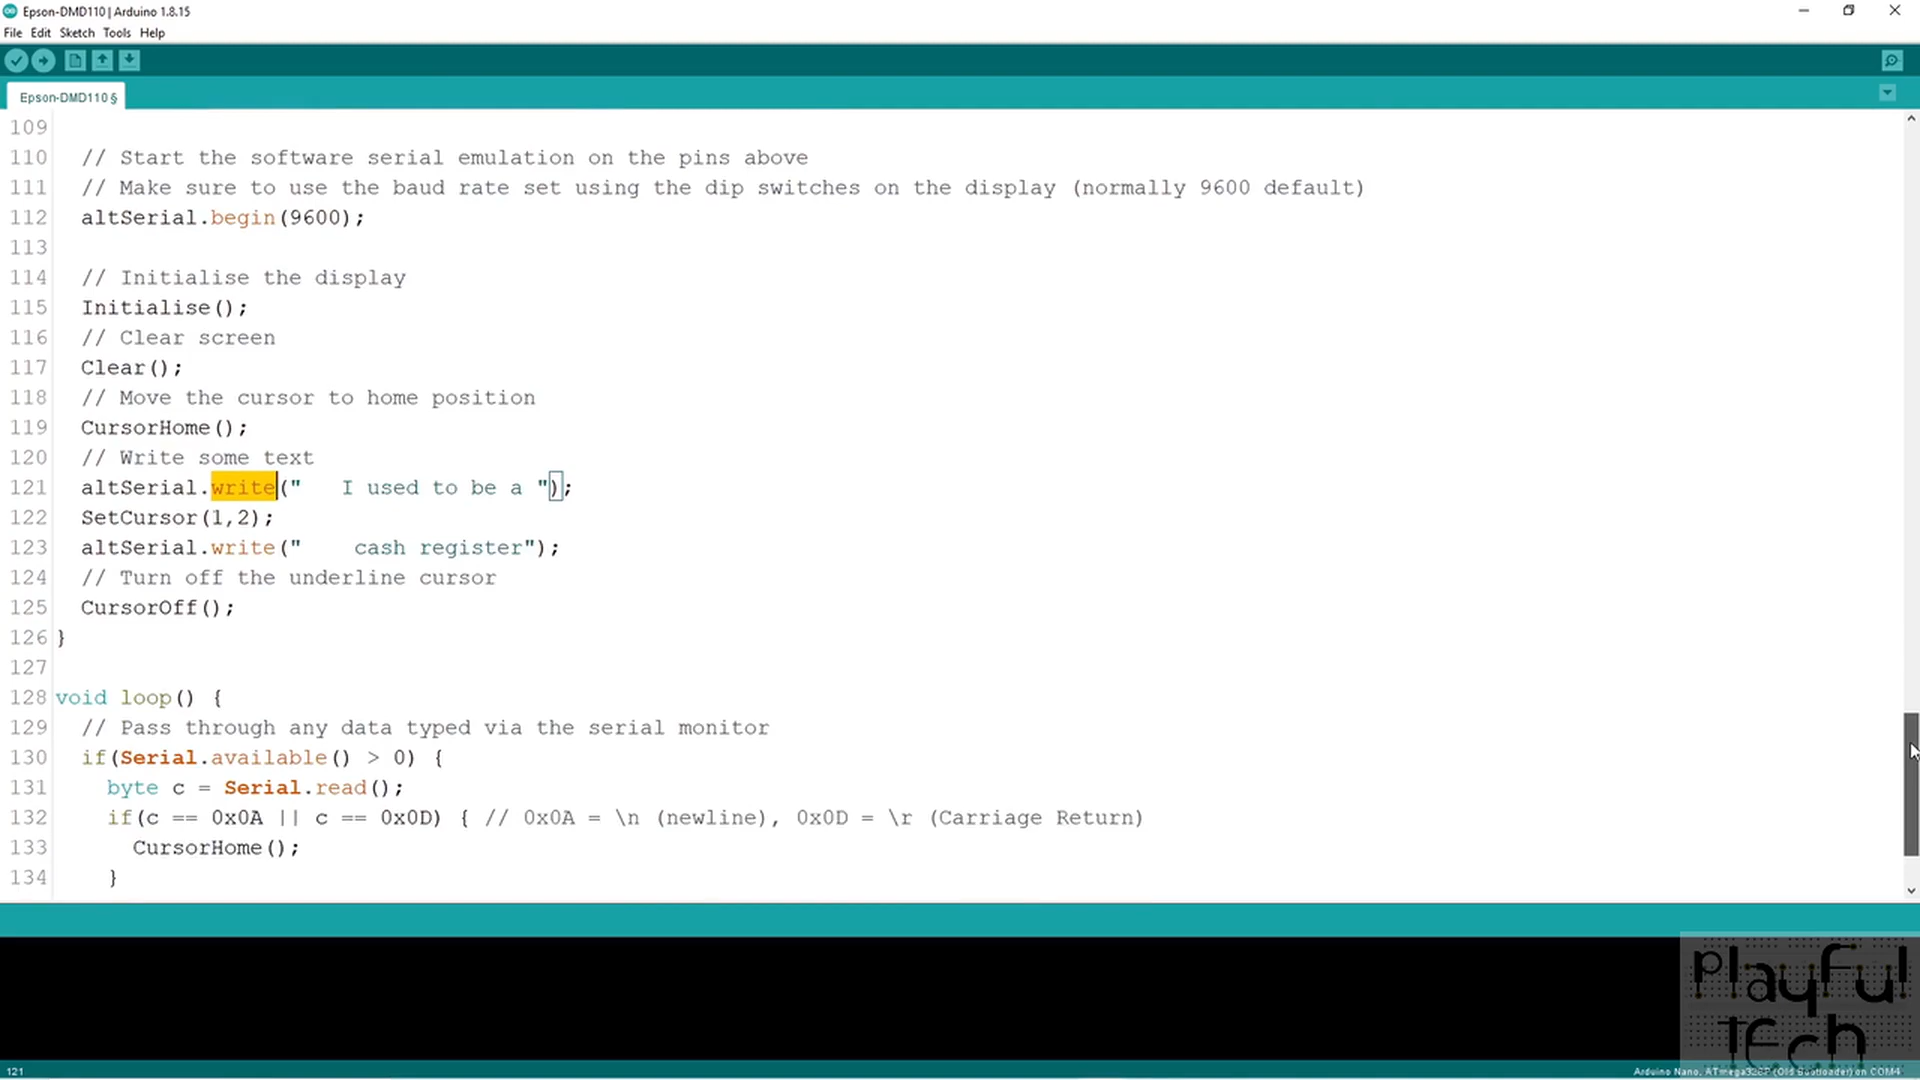 Epson-DMD110 | Arduino 1.8.15
File Edit Sketch Tools Help
Epson-DMD110 §
109
110 // Start the software serial emulation on the pins above
111 // Make sure to use the baud rate set using the dip switches on the display (normally 9600 default)
112 altSerial.begin(9600);
113
114 // Initialise the display
115 Initialise();
116 // Clear screen
117 Clear();
118 // Move the cursor to home position
119 CursorHome();
120 // Write some text
121 altSerial.write("   I used to be a ");
122 SetCursor(1,2);
123 altSerial.write("    cash register");
124 // Turn off the underline cursor
125 CursorOff();
126 }
127
128 void loop() {
129 // Pass through any data typed via the serial monitor
130 if(Serial.available() > 0) {
131 byte c = Serial.read();
132 if(c == 0x0A || c == 0x0D) { // 0x0A = \n (newline), 0x0D = \r (Carriage Return)
133 CursorHome();
134 }
playful
tech
121
Arduino Nano, ATmega328P (Old Bootloader) on COM4